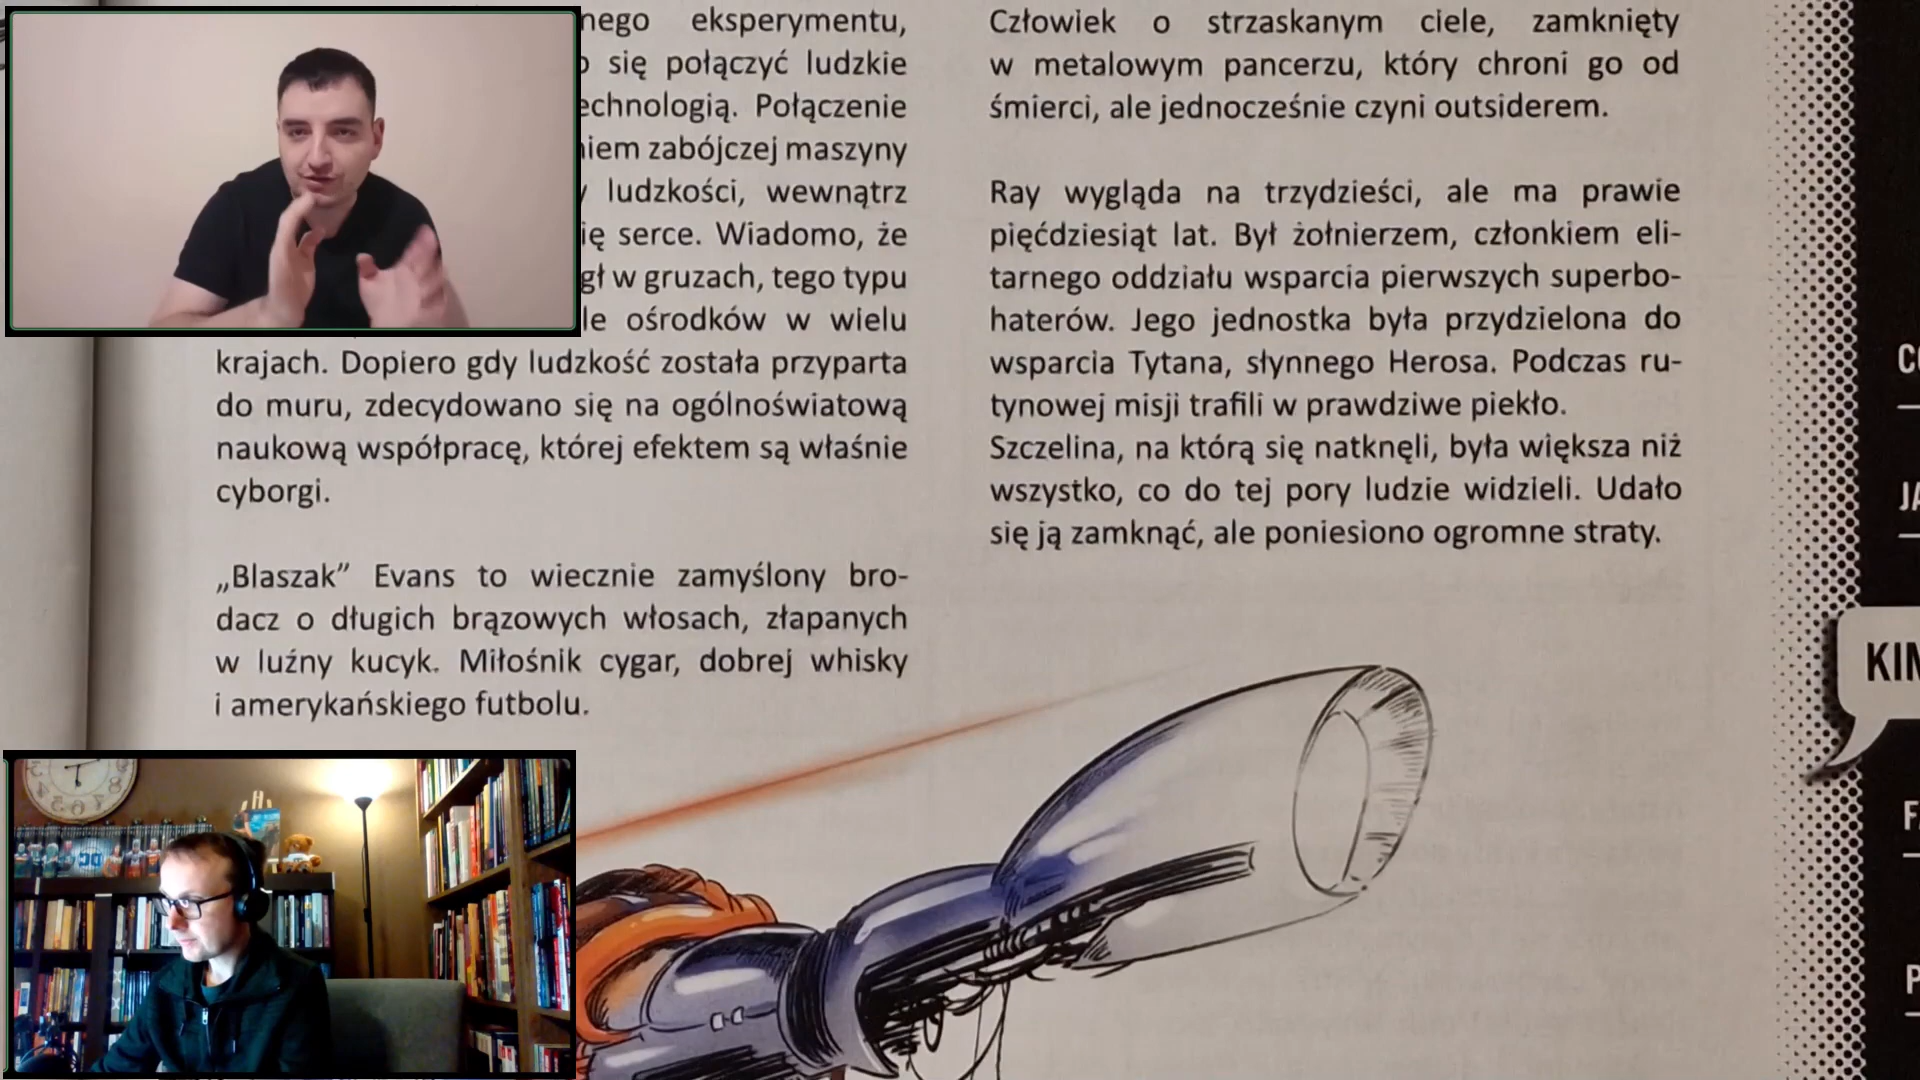 nego eksperymentu,
się połączyć ludzkie
echnologią. Połączenie
niem zabójczej maszyny
ludzkości, wewnątrz
ię serce. Wiadomo, że
gł w gruzach, tego typu
le ośrodków w wielu
krajach. Dopiero gdy ludzkość została przyparta
do muru, zdecydowano się na ogólnoświatową
naukową współpracę, której efektem są właśnie
cyborgi.
„Blaszak” Evans to wiecznie zamyślony bro-
dacz o długich brązowych włosach, złapanych
w luźny kucyk. Miłośnik cygar, dobrej whisky
i amerykańskiego futbolu.
Człowiek o strzaskanym ciele, zamknięty
w metalowym pancerzu, który chroni go od
śmierci, ale jednocześnie czyni outsiderem.
Ray wygląda na trzydzieści, ale ma prawie
pięćdziesiąt lat. Był żołnierzem, członkiem eli-
tarnego oddziału wsparcia pierwszych superbo-
haterów. Jego jednostka była przydzielona do
wsparcia Tytana, słynnego Herosa. Podczas ru-
tynowej misji trafili w prawdziwe piekło.
Szczelina, na którą się natknęli, była większa niż
wszystko, co do tej pory ludzie widzieli. Udało
się ją zamknąć, ale poniesiono ogromne straty.
DC